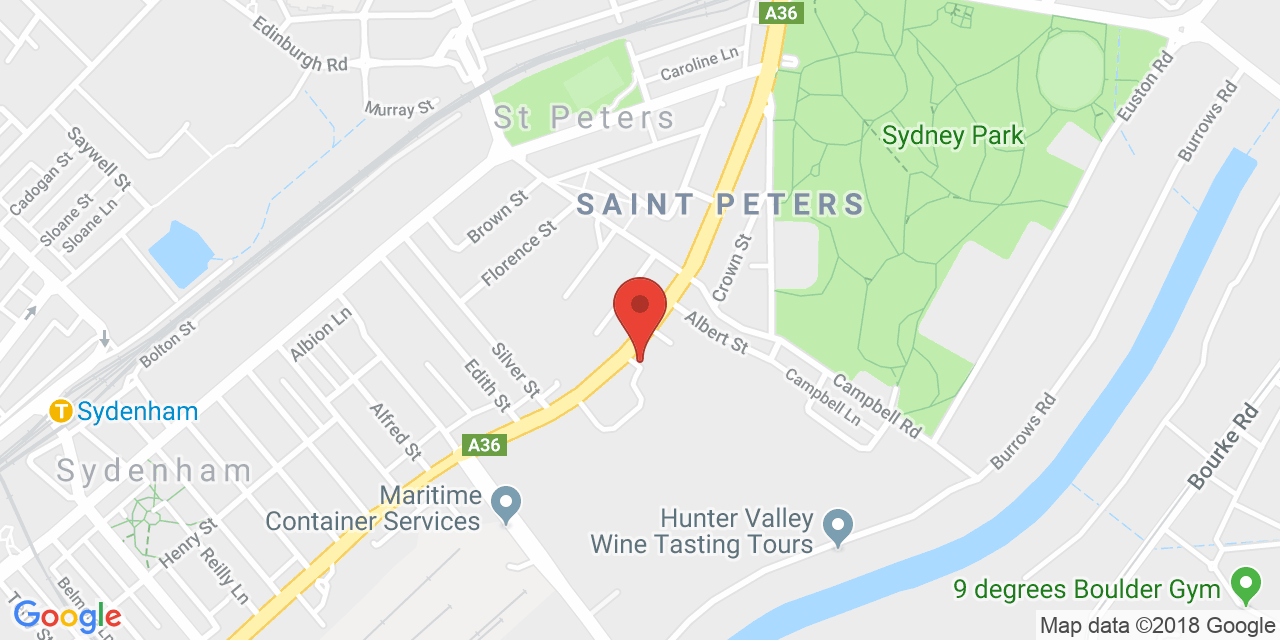 A36
Edinburgh Rd
Caroline Ln
Murray St
Euston Rd
Burrows Rd
St Peters
Sydney Park
Saywell St
Cadogan St
Sloane St
Sloane Ln
SAINT PETERS
Brown St
Florence St
Crown St
Albion Ln
Bolton St
Albert St
Silver St
Edith St
Campbell Ln
Campbell Rd
T Sydenham
Alfred St
Burrows Rd
Bourke Rd
A36
Sydenham
Maritime
Container Services
Hunter Valley
Wine Tasting Tours
Henry St
Reilly Ln
9 degrees Boulder Gym
Google
Map data ©2018 Google